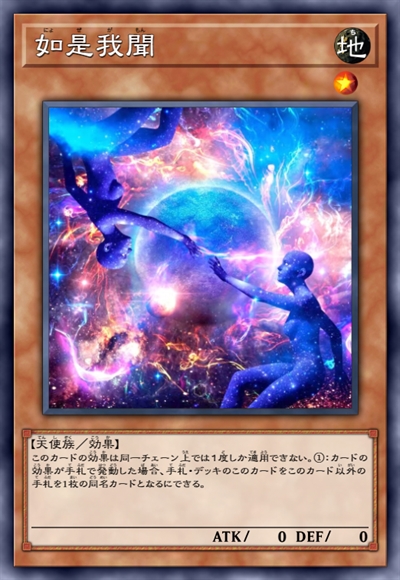 如是我聞
地
【天使族／効果】
このカードの効果は同一チェーン上では1度しか適用できない。①:カードの
効果が手札で発動した場合、手札・デッキのこのカードをこのカード以外の
手札を1枚の同名カードとなるにできる。
ATK/ 0 DEF/ 0